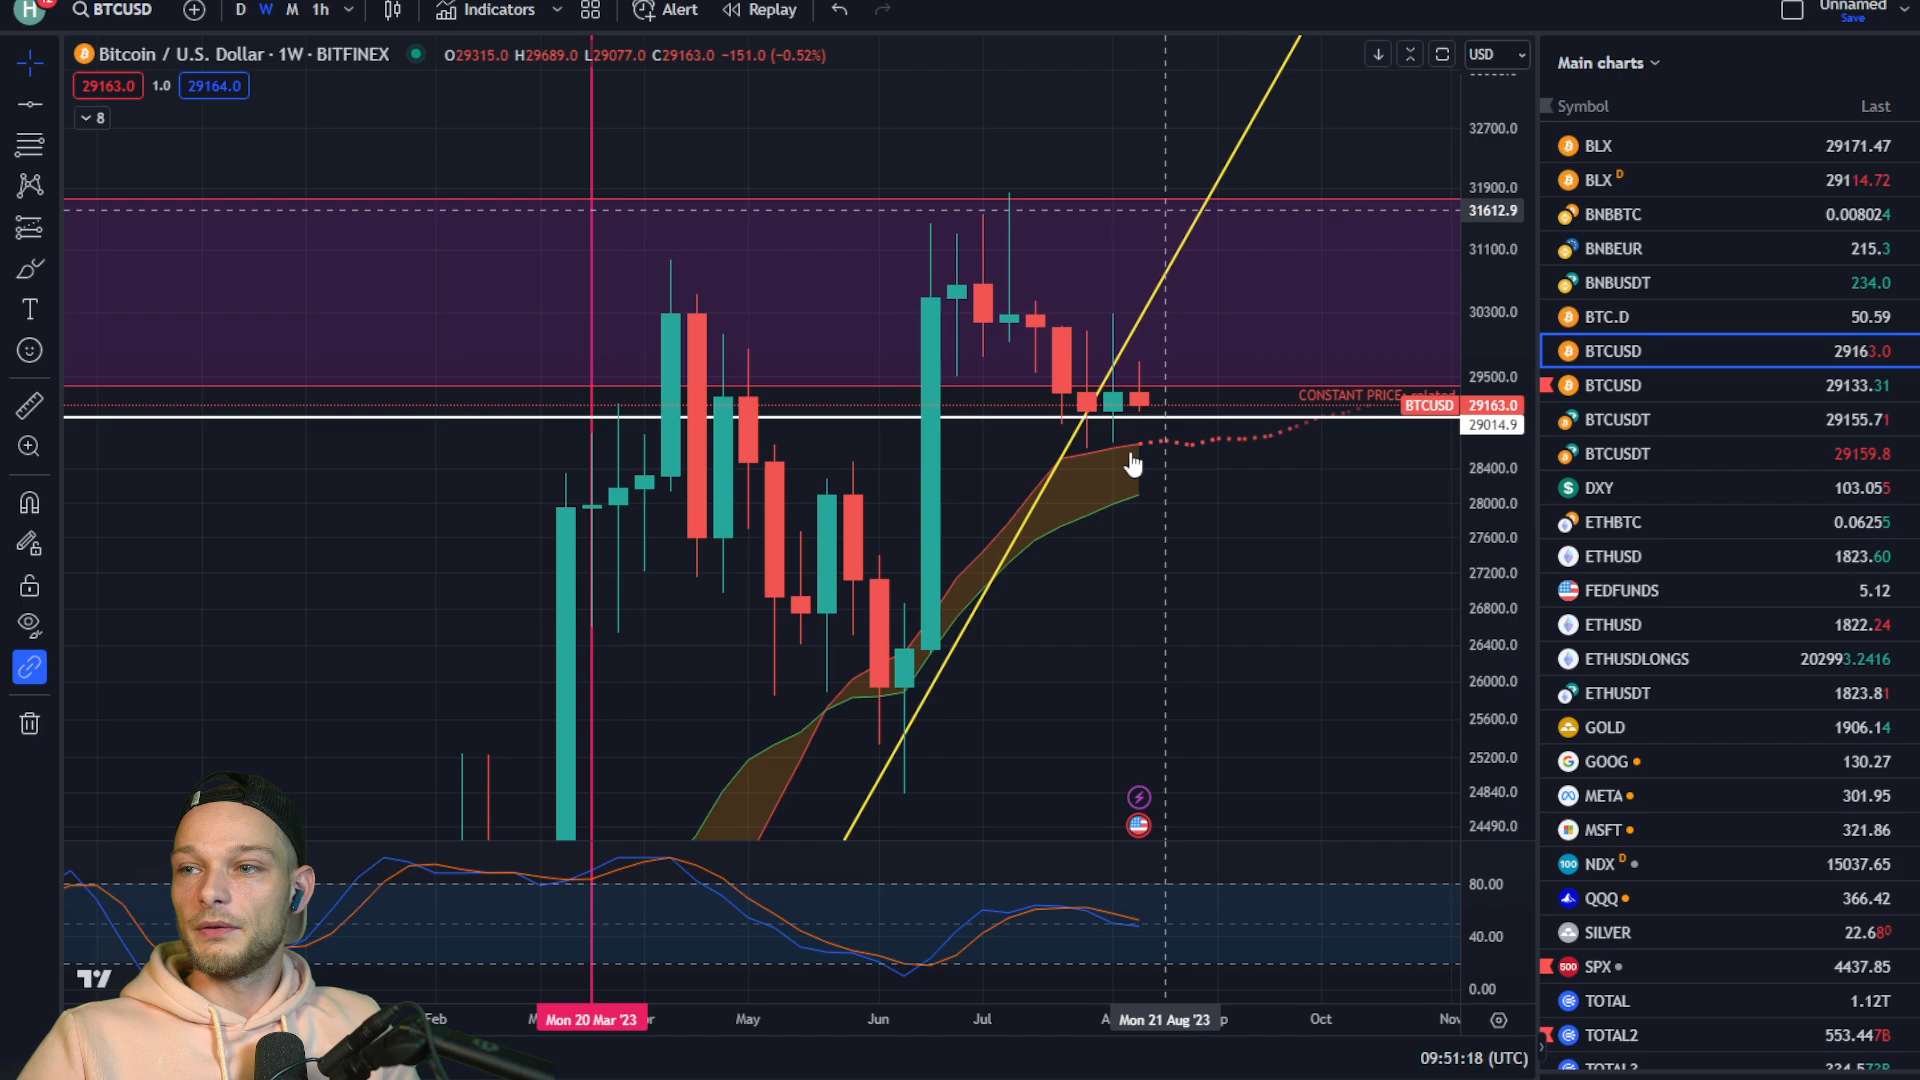 H
BTCUSD
D W M 1h
Indicators
Alert
Replay
Unnamed
Save
Bitcoin / U.S. Dollar · 1W · BITFINEX
O29315.0 H29689.0 L29077.0 C29163.0 −151.0 (−0.52%)
29163.0 1.0 29164.0
8
USD
32700.0
31900.0
31612.9
31100.0
30300.0
29500.0
CONSTANT PRICE
BTCUSD 29163.0
29014.9
28400.0
28000.0
27600.0
27200.0
26800.0
26400.0
26000.0
25600.0
25200.0
24840.0
24490.0
80.00
40.00
0.00
Feb
Mon 20 Mar '23
May
Jun
Jul
Mon 21 Aug '23
Oct
Nov
09:51:18 (UTC)
Main charts
Symbol Last
BLX 29171.47
BLX D 29114.72
BNBBTC 0.008024
BNBEUR 215.3
BNBUSDT 234.0
BTC.D 50.59
BTCUSD 29163.0
BTCUSD 29133.31
BTCUSDT 29155.71
BTCUSDT 29159.8
DXY 103.055
ETHBTC 0.06255
ETHUSD 1823.60
FEDFUNDS 5.12
ETHUSD 1822.24
ETHUSDLONGS 202993.2416
ETHUSDT 1823.81
GOLD 1906.14
GOOG 130.27
META 301.95
MSFT 321.86
100 NDX D 15037.65
QQQ 366.42
SILVER 22.680
500 SPX 4437.85
TOTAL 1.12T
TOTAL2 553.447B